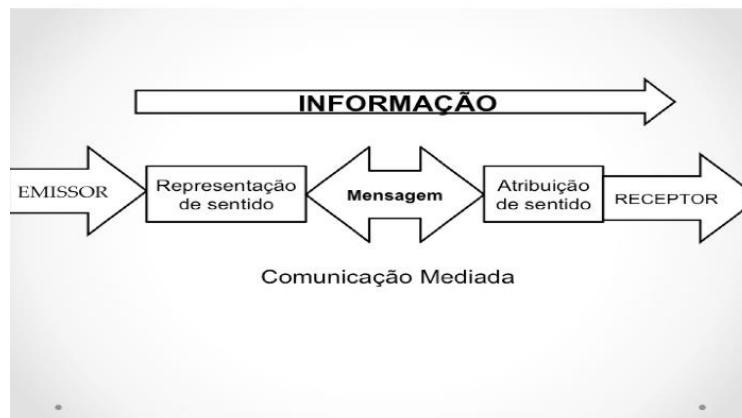 INFORMAÇÃO
EMISSOR
Representação
de sentido
Mensagem
Atribuição
de sentido
RECEPTOR
Comunicação Mediada